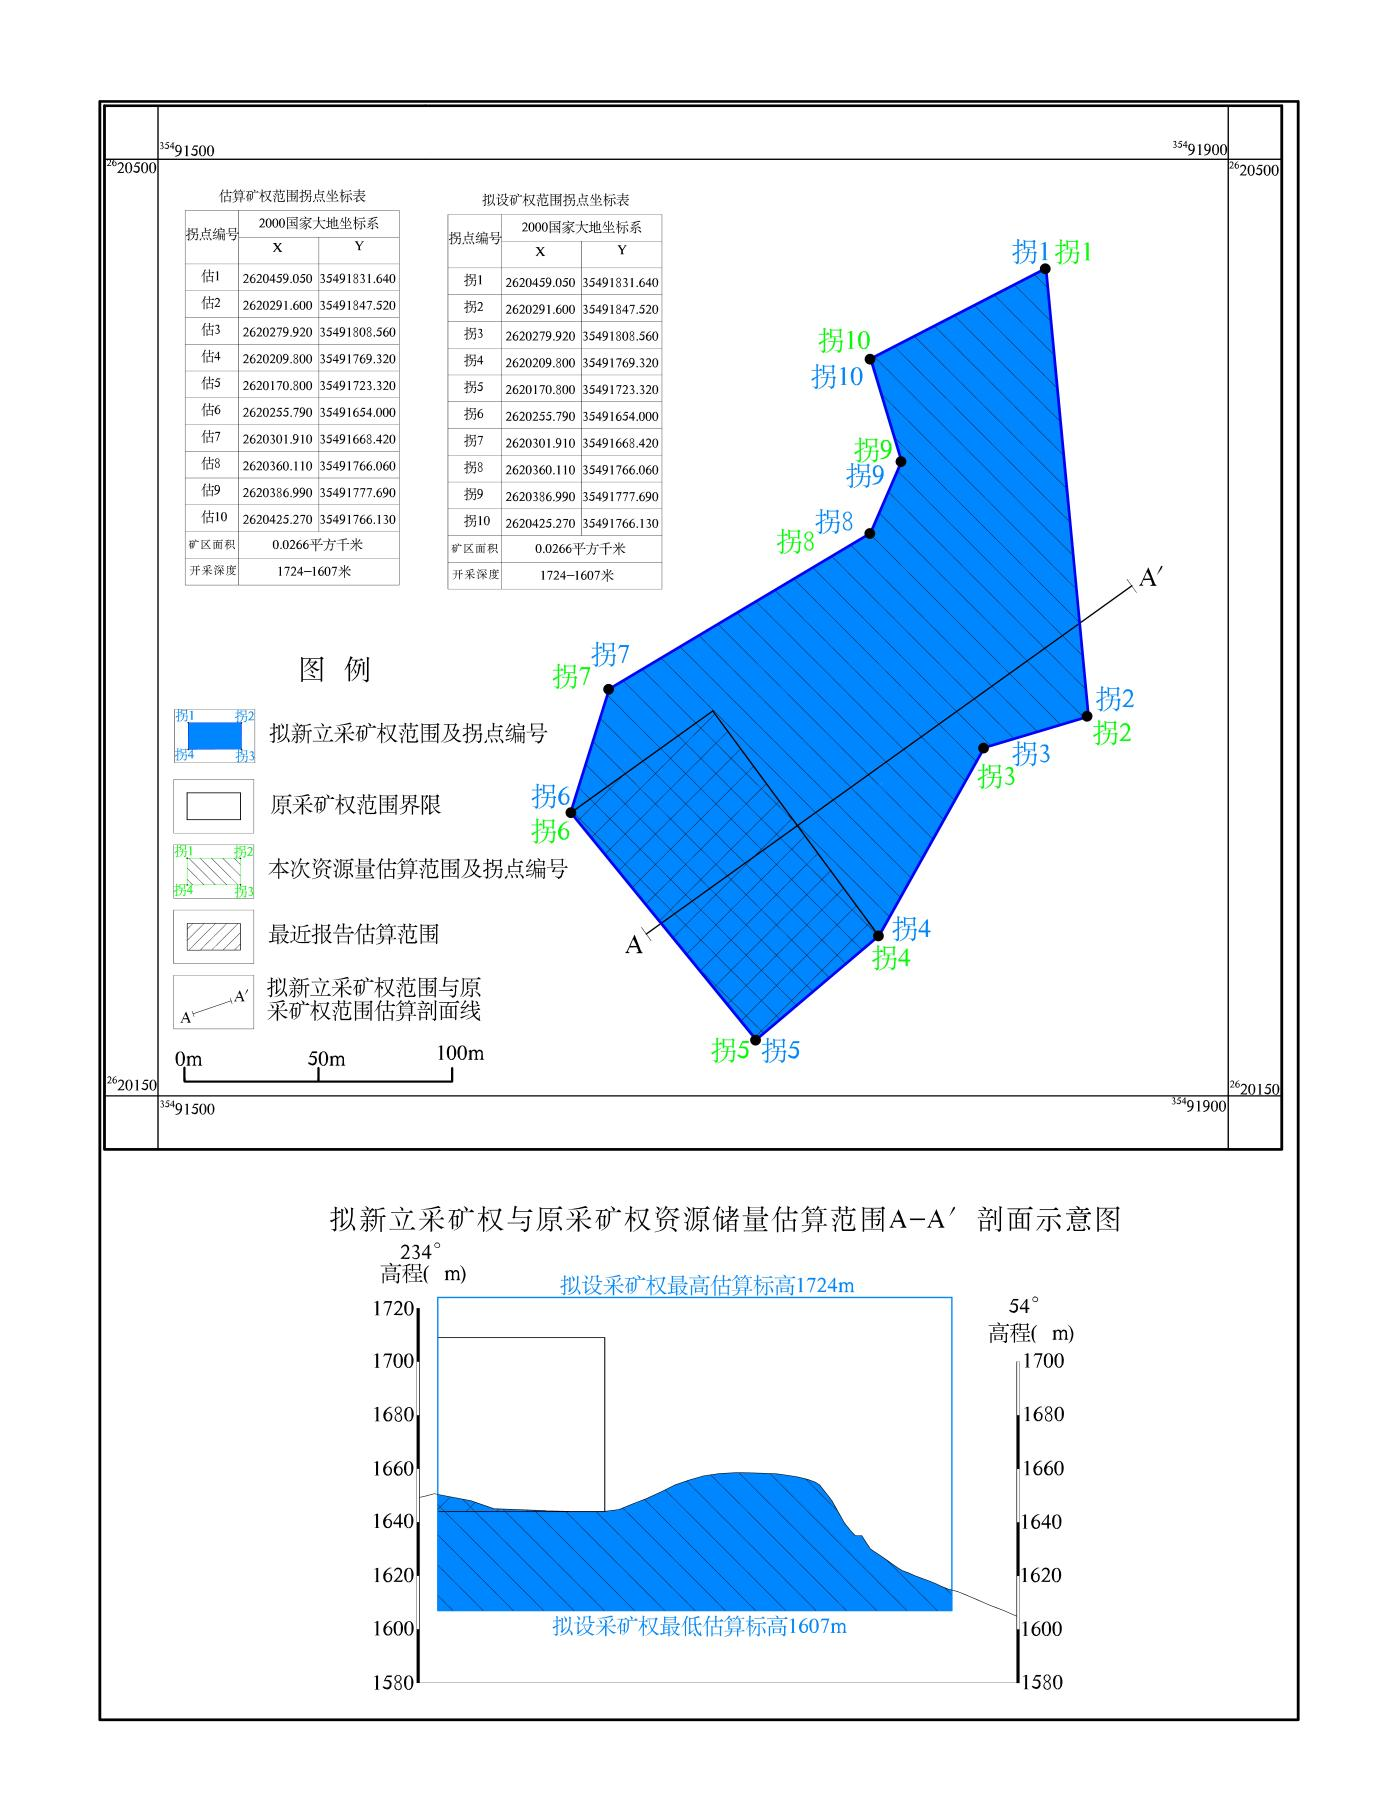 35491500
35491900
2620500
2620500
估算矿权范围拐点坐标表
拐点编号 2000国家大地坐标系
X Y
估1 2620459.050 35491831.640
估2 2620291.600 35491847.520
估3 2620279.920 35491808.560
估4 2620209.800 35491769.320
估5 2620170.800 35491723.320
估6 2620255.790 35491654.000
估7 2620301.910 35491668.420
估8 2620360.110 35491766.060
估9 2620386.990 35491777.690
估10 2620425.270 35491766.130
矿区面积 0.0266平方千米
开采深度 1724—1607米
拟设矿权范围拐点坐标表
拐点编号 2000国家大地坐标系
X Y
拐1 2620459.050 35491831.640
拐2 2620291.600 35491847.520
拐3 2620279.920 35491808.560
拐4 2620209.800 35491769.320
拐5 2620170.800 35491723.320
拐6 2620255.790 35491654.000
拐7 2620301.910 35491668.420
拐8 2620360.110 35491766.060
拐9 2620386.990 35491777.690
拐10 2620425.270 35491766.130
矿区面积 0.0266平方千米
开采深度 1724—1607米
拐1 拐1
拐10
拐10
拐9
拐9
拐8
拐8
A′
拐7
拐7
拐2
拐2
拐3
拐3
拐6
拐6
A
拐4
拐4
拐5 拐5
图 例
拐1 拐2
拐4 拐3
拟新立采矿权范围及拐点编号
原采矿权范围界限
拐1 拐2
拐4 拐3
本次资源量估算范围及拐点编号
最近报告估算范围
A A′
拟新立采矿权范围与原
采矿权范围估算剖面线
0m 50m 100m
2620150
2620150
35491500
35491900
拟新立采矿权与原采矿权资源储量估算范围A—A′ 剖面示意图
234°
高程( m)
拟设采矿权最高估算标高1724m
54°
高程( m)
1720
1700 1700
1680 1680
1660 1660
1640 1640
1620 1620
拟设采矿权最低估算标高1607m
1600 1600
1580 1580